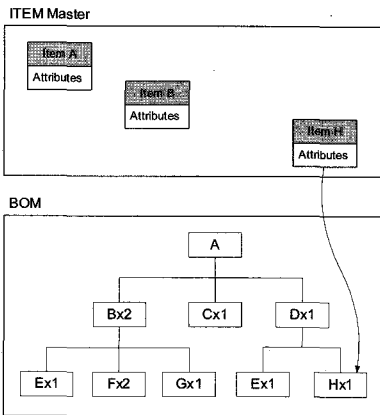 ITEM Master
Item A
Attributes
Item B
Attributes
Item H
Attributes
BOM
A
Bx2
Cx1
Dx1
Ex1
Fx2
Gx1
Ex1
Hx1